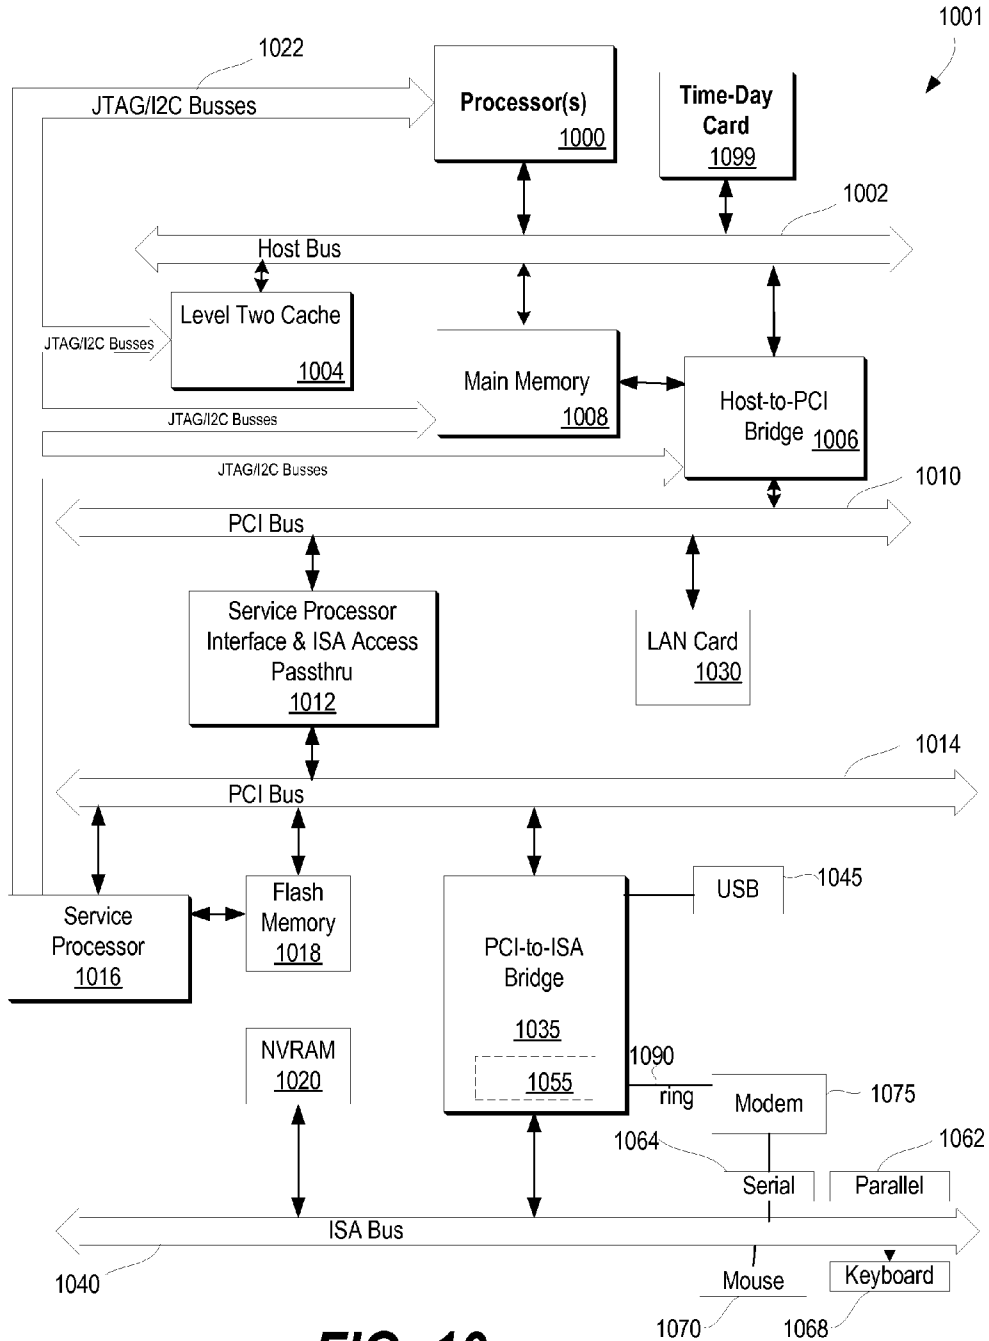 1001
1022
JTAG/I2C Busses
Processor(s)
1000
Time-Day
Card
1099
1002
Host Bus
Level Two Cache
1004
JTAG/I2C Busses
Main Memory
1008
Host-to-PCI
Bridge 1006
JTAG/I2C Busses
JTAG/I2C Busses
1010
PCI Bus
Service Processor
Interface & ISA Access
Passthru
1012
LAN Card
1030
1014
PCI Bus
Service
Processor
1016
Flash
Memory
1018
PCI-to-ISA
Bridge
1035
1055
USB
1045
NVRAM
1020
1090
ring
Modem
1075
1064
1062
Serial
Parallel
ISA Bus
1040
Mouse
Keyboard
1070
1068